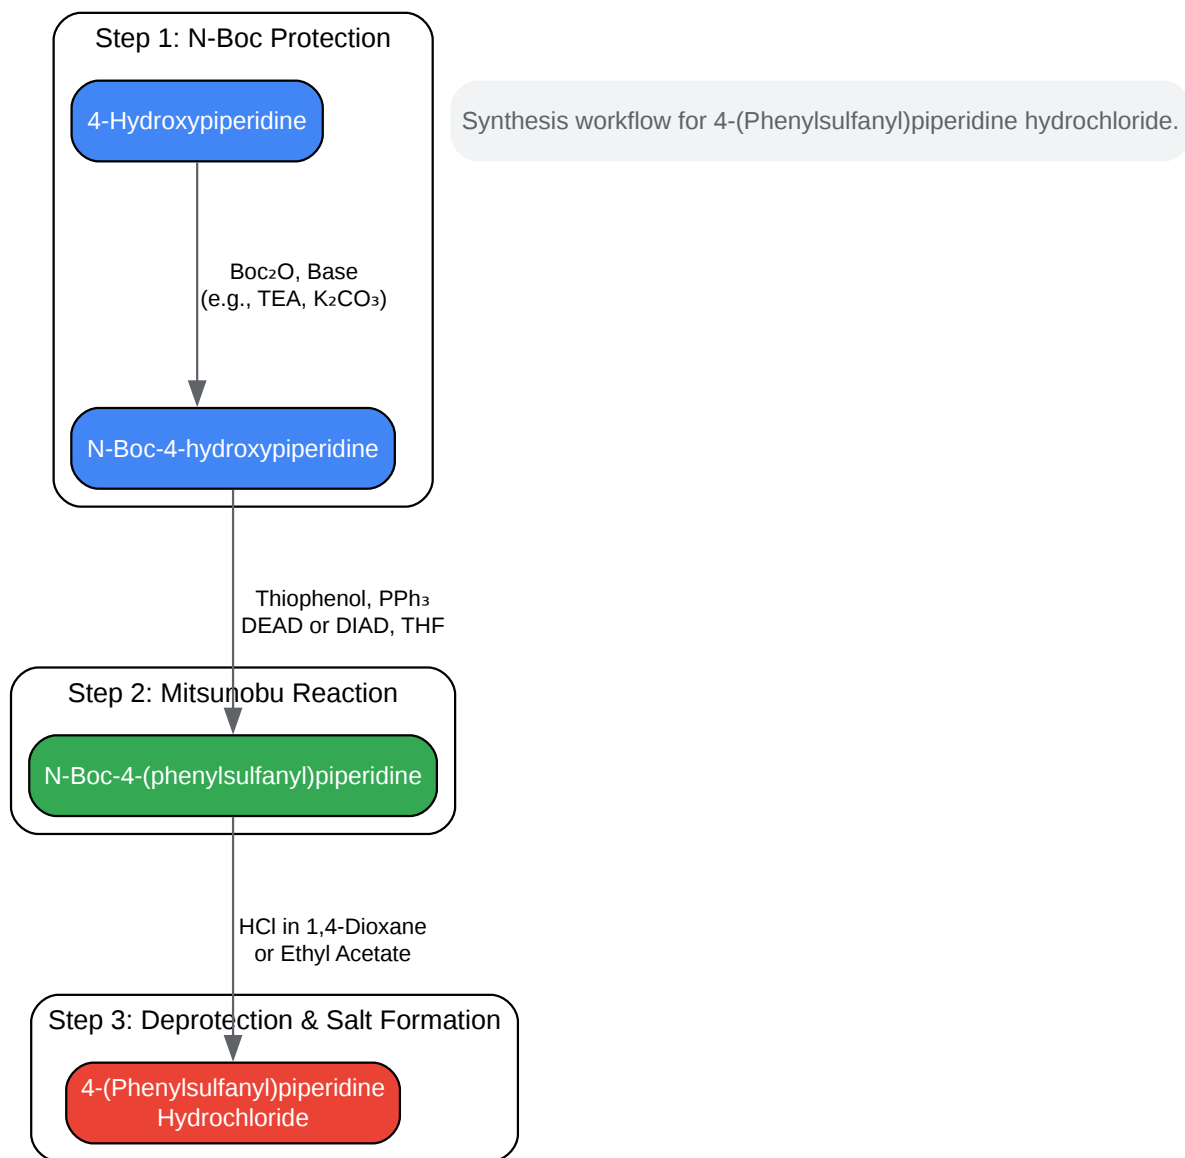 Step 1: N-Boc Protection
4-Hydroxypiperidine
Synthesis workflow for 4-(Phenylsulfanyl)piperidine hydrochloride.
Boc₂O, Base
(e.g., TEA, K₂CO₃)
N-Boc-4-hydroxypiperidine
Thiophenol, PPh₃
DEAD or DIAD, THF
Step 2: Mitsunobu Reaction
N-Boc-4-(phenylsulfanyl)piperidine
HCl in 1,4-Dioxane
or Ethyl Acetate
Step 3: Deprotection & Salt Formation
4-(Phenylsulfanyl)piperidine
Hydrochloride